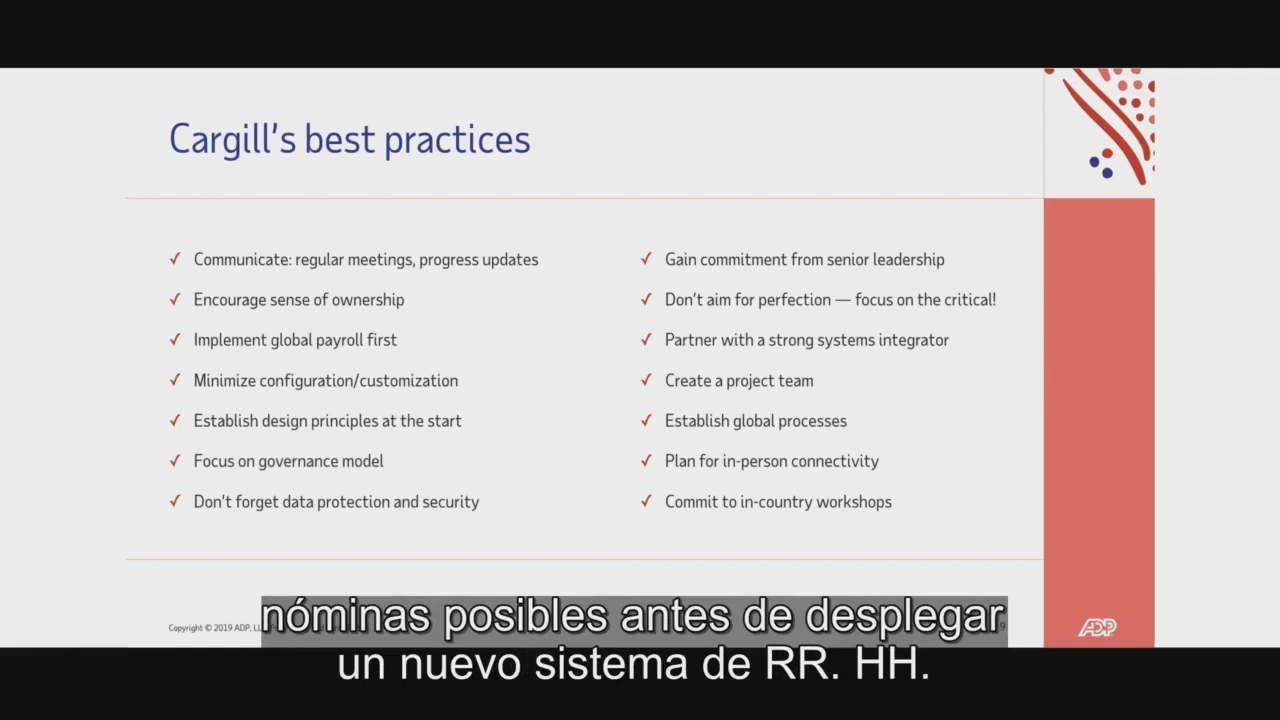 Cargill's best practices
✓ Communicate: regular meetings, progress updates
✓ Encourage sense of ownership
✓ Implement global payroll first
✓ Minimize configuration/customization
✓ Establish design principles at the start
✓ Focus on governance model
✓ Don't forget data protection and security
✓ Gain commitment from senior leadership
✓ Don't aim for perfection — focus on the critical!
✓ Partner with a strong systems integrator
✓ Create a project team
✓ Establish global processes
✓ Plan for in-person connectivity
✓ Commit to in-country workshops
Copyright © 2019 ADP,
ADP
nóminas posibles antes de desplegar
un nuevo sistema de RR. HH.